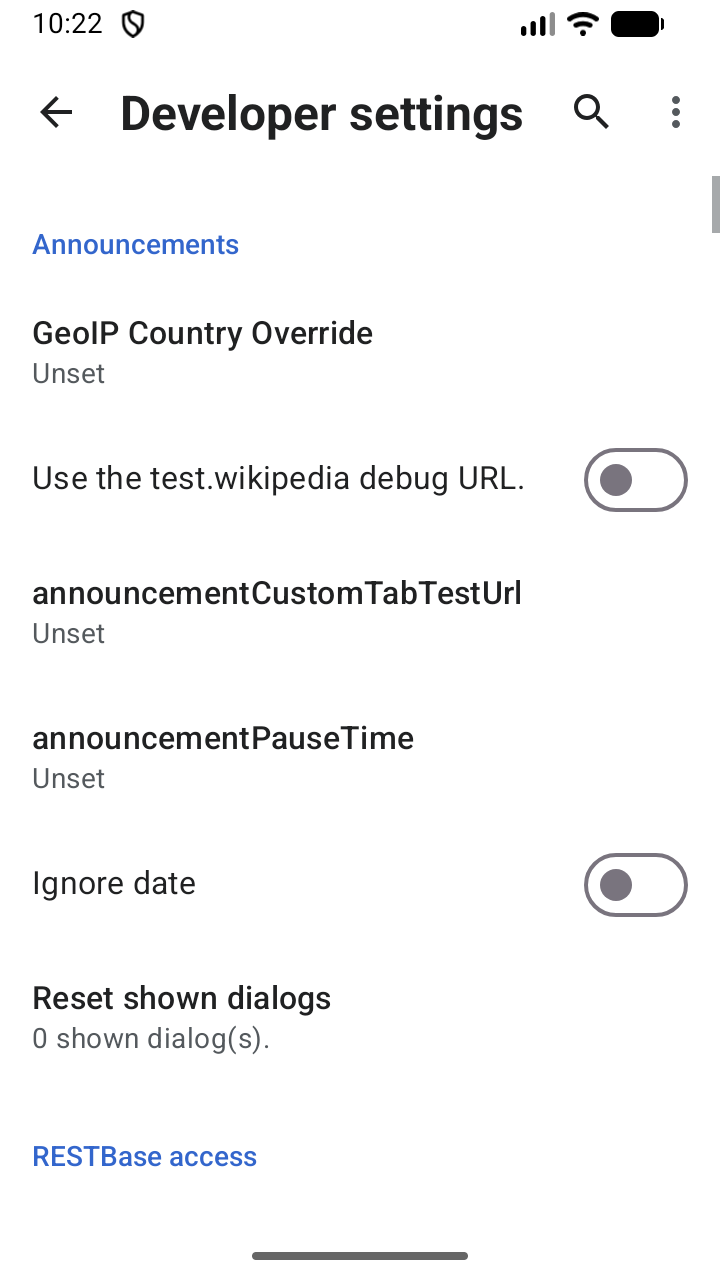 10:22
Developer settings
Announcements
GeoIP Country Override
Unset
Use the test.wikipedia debug URL.
announcementCustomTabTestUrl
Unset
announcementPauseTime
Unset
Ignore date
Reset shown dialogs
0 shown dialog(s).
RESTBase access